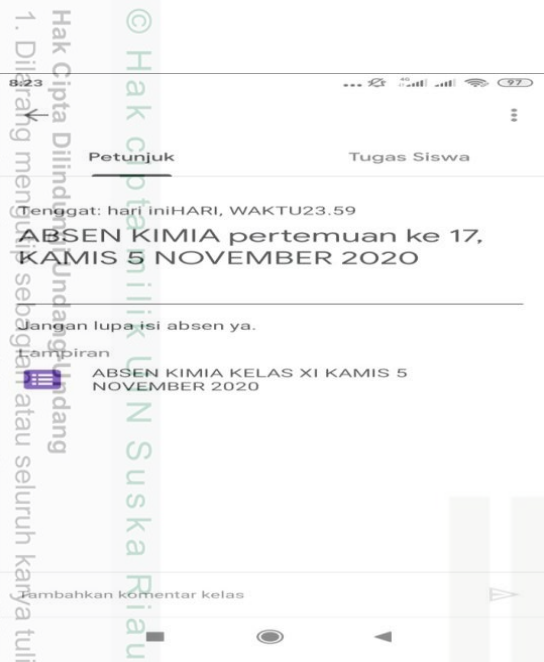 8:23
4G
97
Petunjuk
Tugas Siswa
Tenggat: hari iniHARI, WAKTU23.59
ABSEN KIMIA pertemuan ke 17,
KAMIS 5 NOVEMBER 2020
Jangan lupa isi absen ya.
Lampiran
ABSEN KIMIA KELAS XI KAMIS 5
NOVEMBER 2020
Tambahkan komentar kelas
© Hak cipta milik UIN Suska Riau
Hak Cipta Dilindungi Undang-Undang
1. Dilarang mengutip sebagian atau seluruh karya tuli